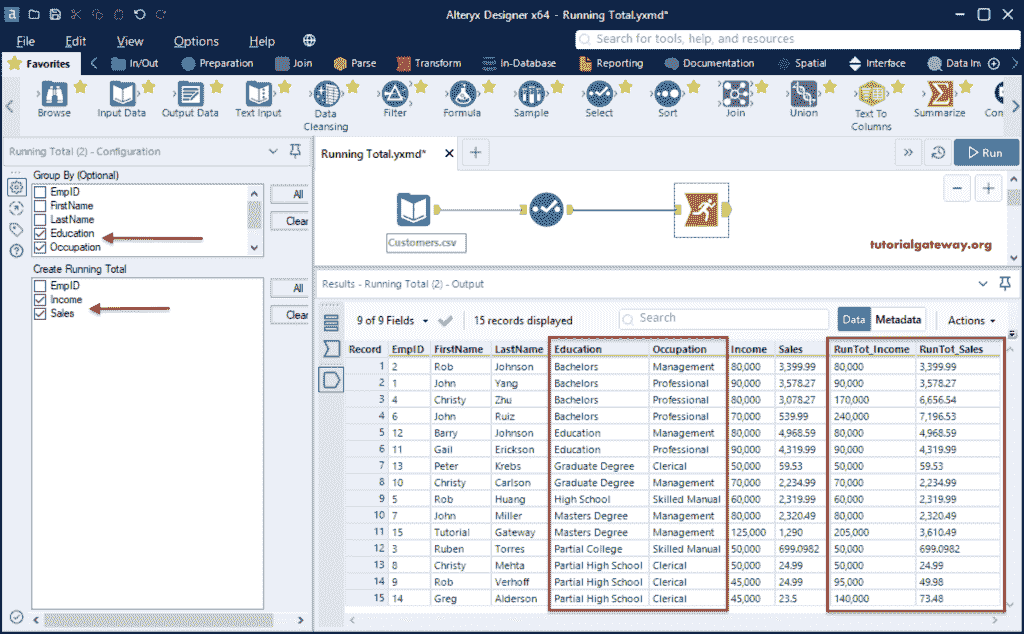 Alteryx Designer x64 - Running Total.yxmd*
File Edit View Options Help
Search for tools, help, and resources
Favorites In/Out Preparation Join Parse Transform In-Database Reporting Documentation Spatial Interface Data In
Browse Input Data Output Data Text Input Data Cleansing Filter Formula Sample Select Sort Join Union Text To Columns Summarize
Running Total (2) - Configuration
Group By (Optional)
EmpID
FirstName
LastName
Education
Occupation
All
Clear
Create Running Total
EmpID
Income
Sales
All
Clear
Running Total.yxmd*
Run
Customers.csv
tutorialgateway.org
Results - Running Total (2) - Output
9 of 9 Fields 15 records displayed Search Data Metadata Actions
Record EmpID FirstName LastName Education Occupation Income Sales RunTot_Income RunTot_Sales
1 2 Rob Johnson Bachelors Management 80,000 3,399.99 80,000 3,399.99
2 1 John Yang Bachelors Professional 90,000 3,578.27 90,000 3,578.27
3 4 Christy Zhu Bachelors Professional 80,000 3,078.27 170,000 6,656.54
4 6 John Ruiz Bachelors Professional 70,000 539.99 240,000 7,196.53
5 12 Barry Johnson Education Management 80,000 4,968.59 80,000 4,968.59
6 11 Gail Erickson Education Management 90,000 4,319.99 90,000 4,319.99
7 13 Peter Krebs Graduate Degree Clerical 50,000 59.53 50,000 59.53
8 10 Christy Carlson Graduate Degree Management 70,000 2,234.99 70,000 2,234.99
9 5 Rob Huang High School Skilled Manual 60,000 2,319.99 60,000 2,319.99
10 7 John Miller Masters Degree Management 80,000 2,320.49 80,000 2,320.49
11 15 Tutorial Gateway Masters Degree Management 125,000 1,290 205,000 3,610.49
12 3 Ruben Torres Partial College Skilled Manual 50,000 699.0982 50,000 699.0982
13 8 Christy Mehta Partial High School Clerical 50,000 24.99 50,000 24.99
14 9 Rob Verhoff Partial High School Clerical 45,000 24.99 95,000 49.98
15 14 Greg Alderson Partial High School Clerical 45,000 23.5 140,000 73.48